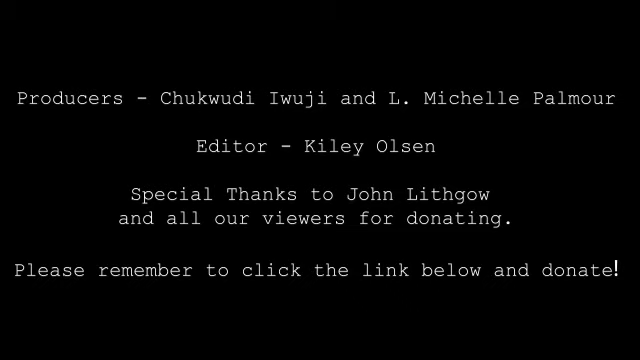 Producers - Chukwudi Iwuji and L. Michelle Palmour
Editor - Kiley Olsen
Special Thanks to John Lithgow
and all our viewers for donating.
Please remember to click the link below and donate!